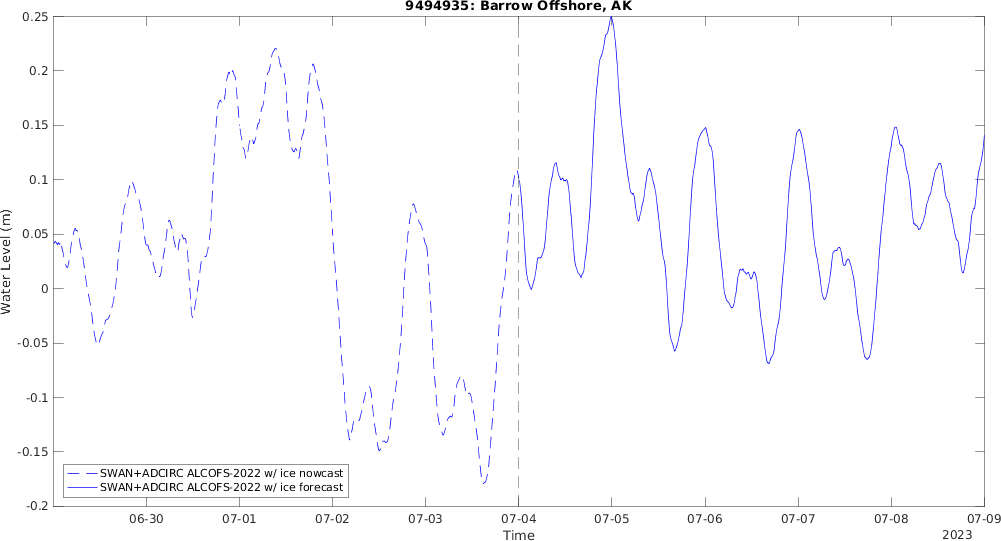 9494935: Barrow Offshore, AK
0.25
0.2
0.15
0.1
0.05
0
-0.05
-0.1
-0.15
-0.2
Water Level (m)
SWAN+ADCIRC ALCOFS-2022 w/ ice nowcast
SWAN+ADCIRC ALCOFS-2022 w/ ice forecast
06-30 07-01 07-02 07-03 07-04 07-05 07-06 07-07 07-08 07-09
Time
2023